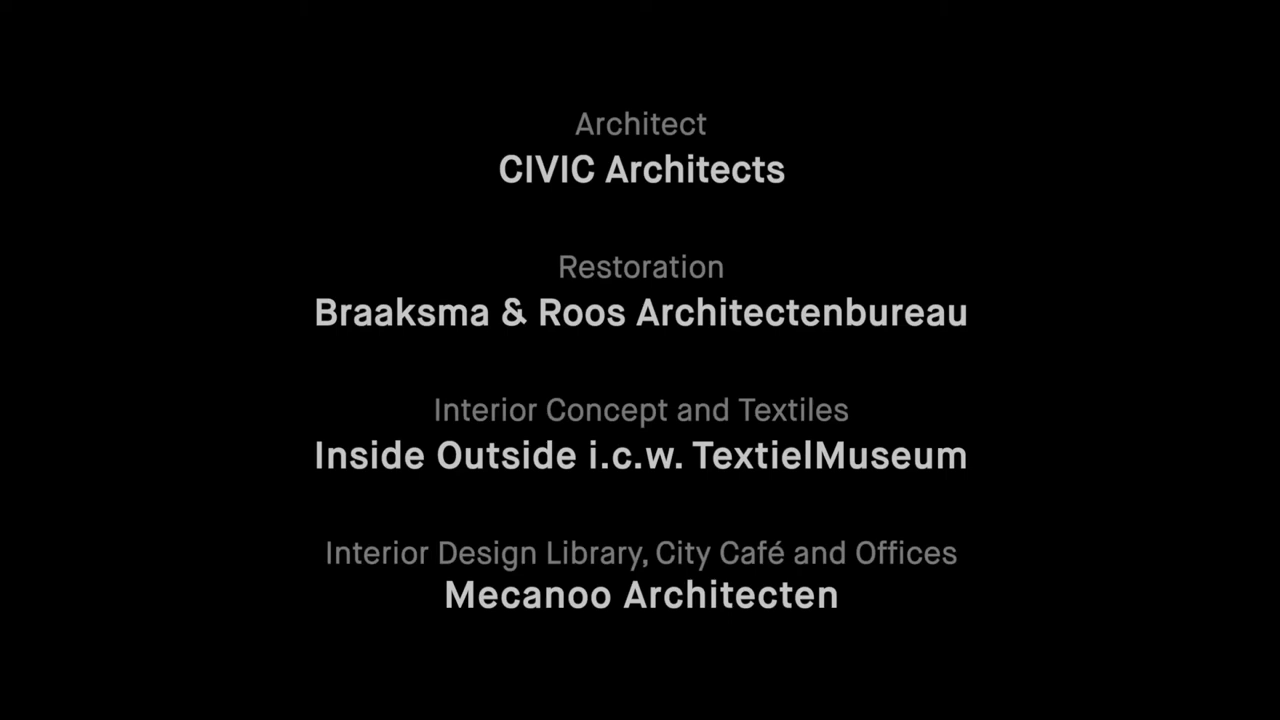 Architect
CIVIC Architects
Restoration
Braaksma & Roos Architectenbureau
Interior Concept and Textiles
Inside Outside i.c.w. TextielMuseum
Interior Design Library, City Café and Offices
Mecanoo Architecten